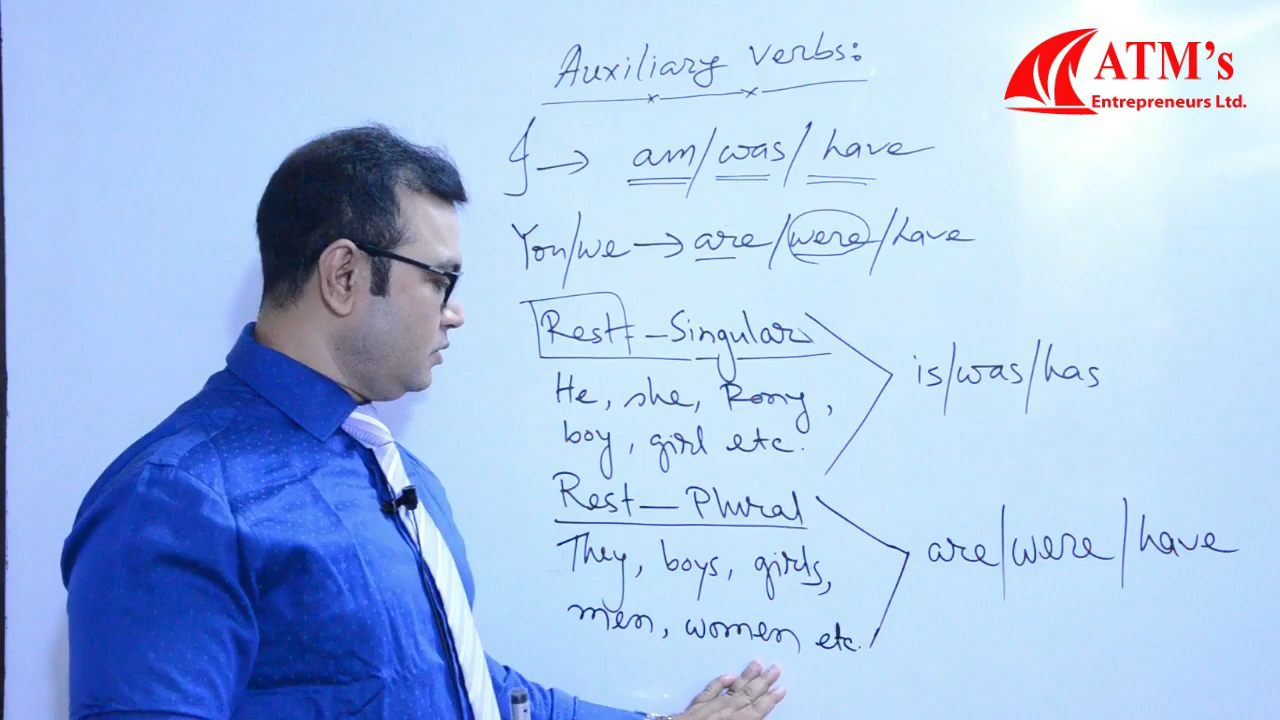 ATM's
Entrepreneurs Ltd.
Auxiliary Verbs:
I → am/was/have
You/we → are/were/have
Rest - Singular
He, she, Rony,
boy, girl etc.
is/was/has
Rest - Plural
They, boys, girls,
men, women etc.
are/were/have